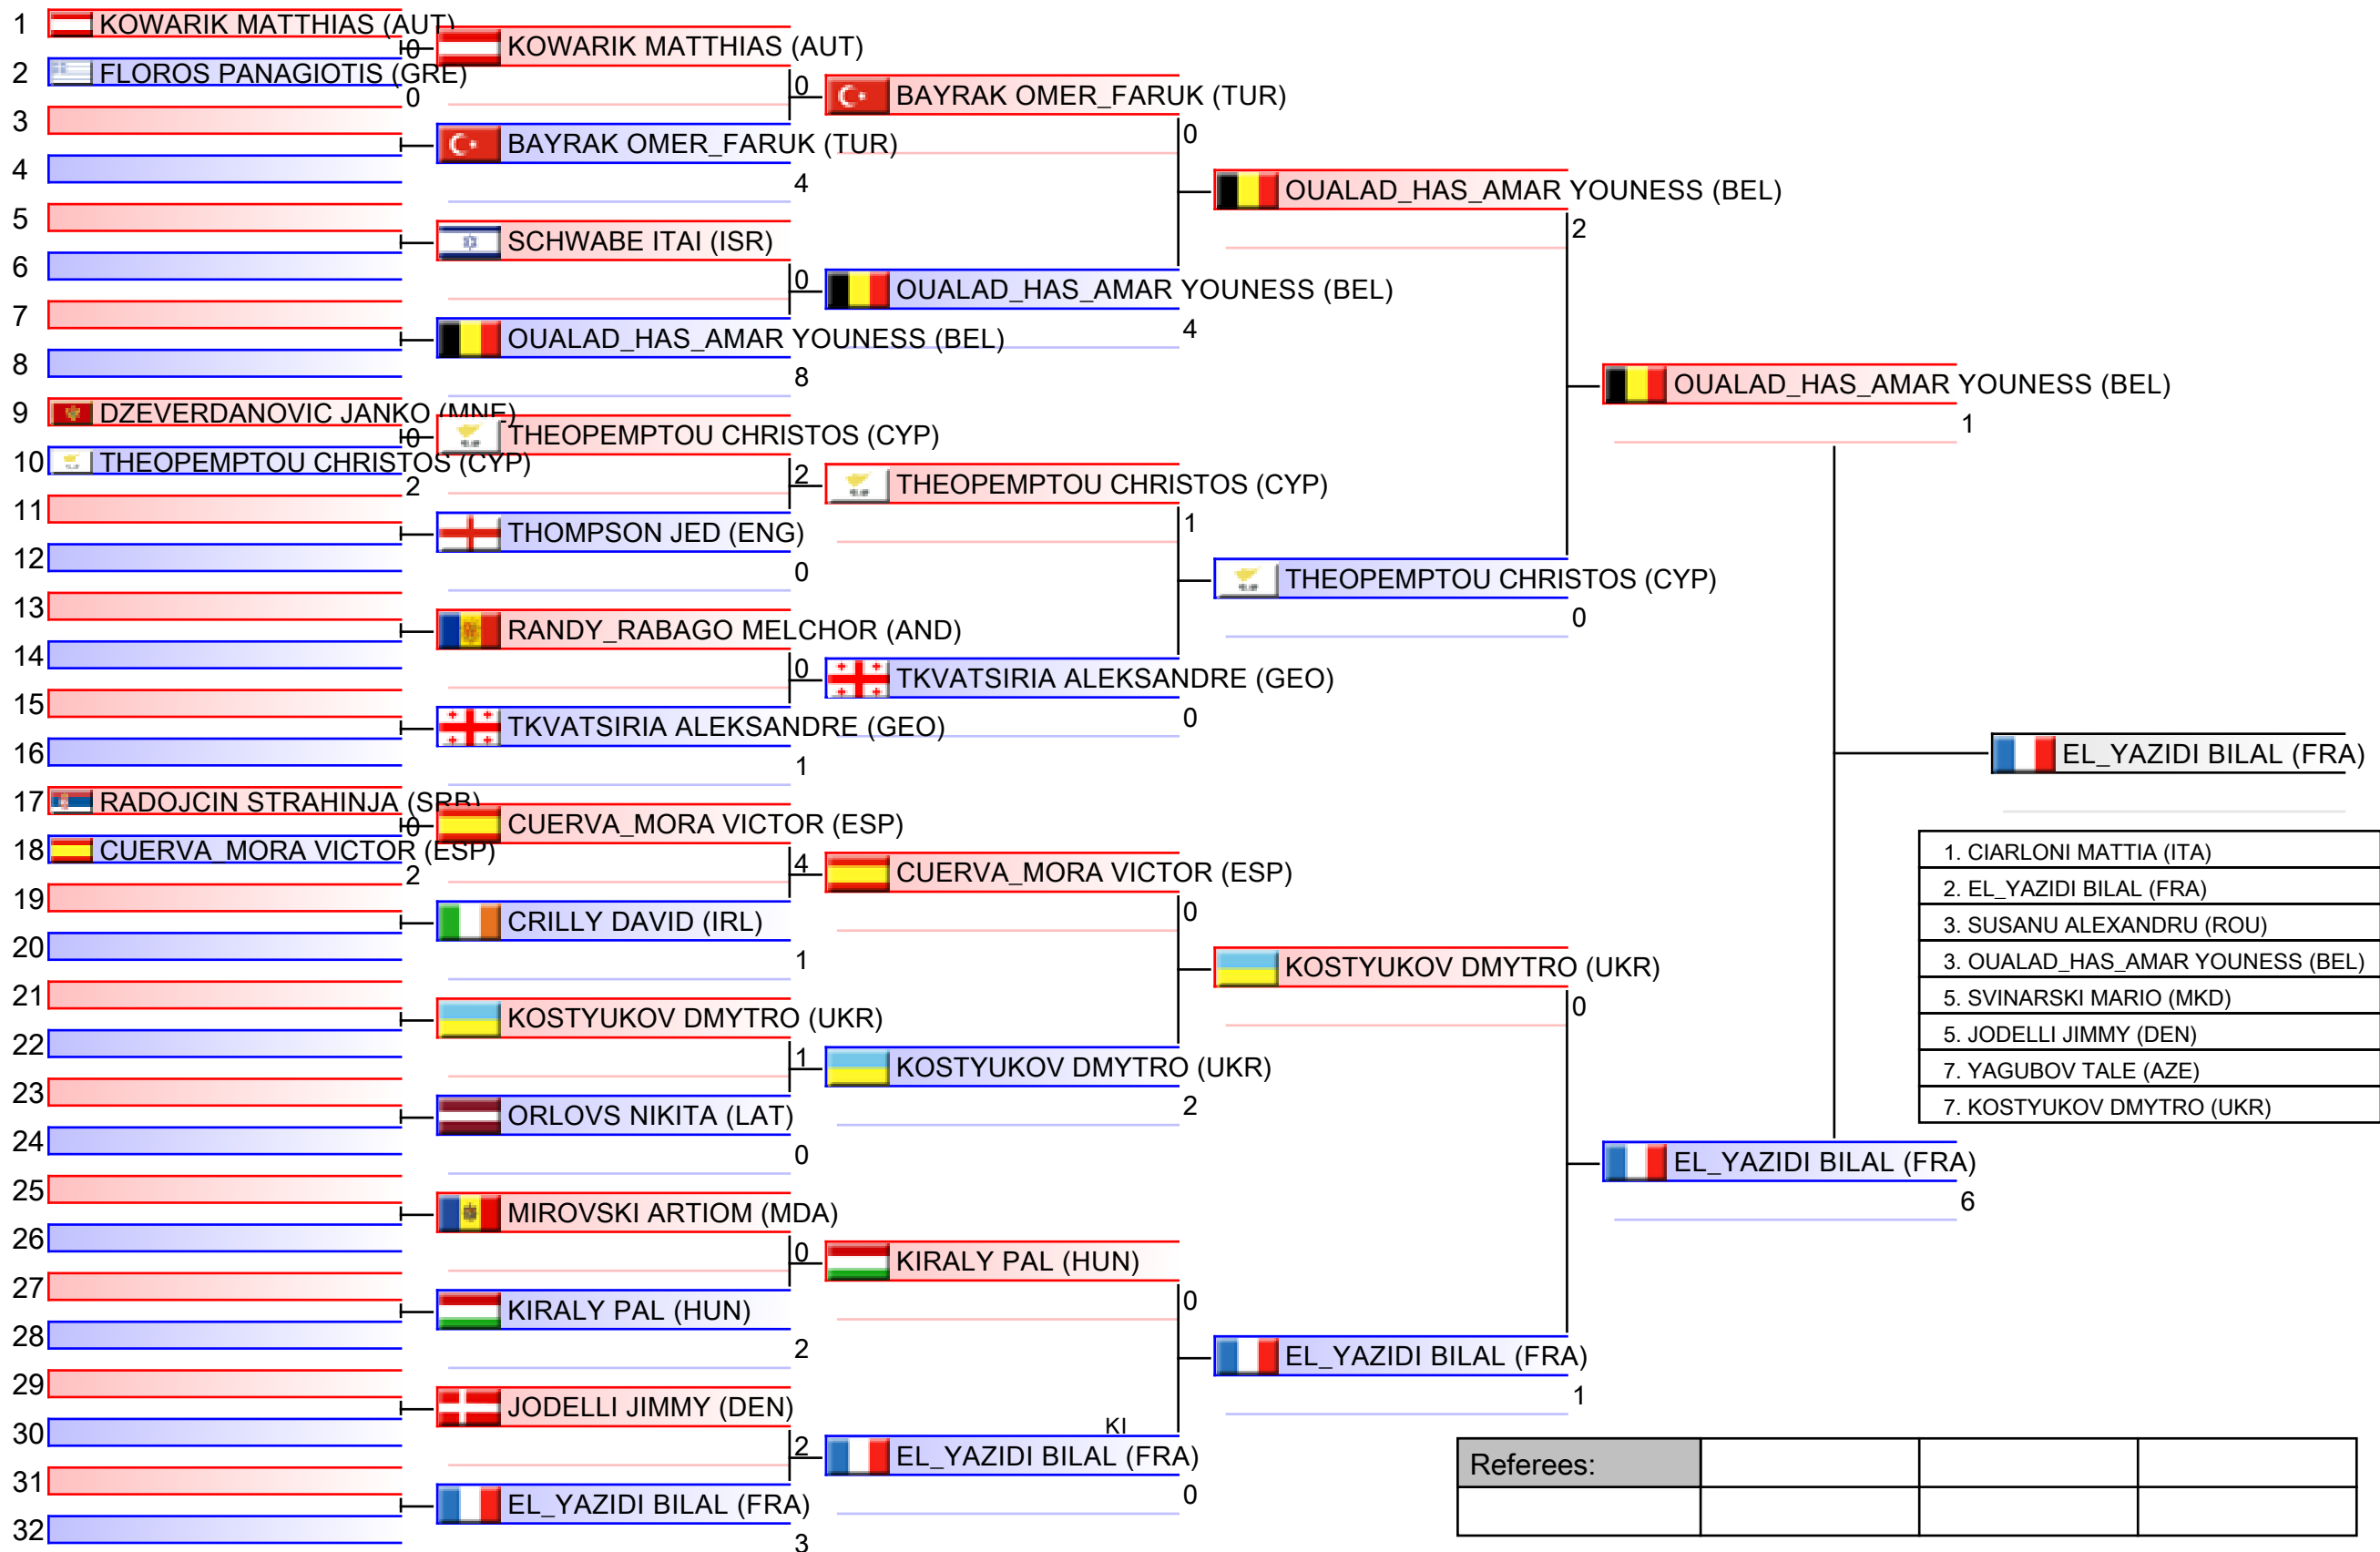 1 KOWARIK MATTHIAS (AUT)
0
2 FLOROS PANAGIOTIS (GRE)
0
3
4
5
6
7
8
9 DZEVERDANOVIC JANKO (MNE)
0
10 THEOPEMPTOU CHRISTOS (CYP)
2
11
12
13
14
15
16
17 RADOJCIN STRAHINJA (SRB)
0
18 CUERVA_MORA VICTOR (ESP)
2
19
20
21
22
23
24
25
26
27
28
29
30
31
32
KOWARIK MATTHIAS (AUT)
0
BAYRAK OMER_FARUK (TUR)
4
SCHWABE ITAI (ISR)
0
OUALAD_HAS_AMAR YOUNESS (BEL)
8
THEOPEMPTOU CHRISTOS (CYP)
2
THOMPSON JED (ENG)
0
RANDY_RABAGO MELCHOR (AND)
0
TKVATSIRIA ALEKSANDRE (GEO)
1
CUERVA_MORA VICTOR (ESP)
4
CRILLY DAVID (IRL)
1
KOSTYUKOV DMYTRO (UKR)
1
ORLOVS NIKITA (LAT)
0
MIROVSKI ARTIOM (MDA)
0
KIRALY PAL (HUN)
2
JODELLI JIMMY (DEN)
2
EL_YAZIDI BILAL (FRA)
3
BAYRAK OMER_FARUK (TUR)
0
OUALAD_HAS_AMAR YOUNESS (BEL)
4
THEOPEMPTOU CHRISTOS (CYP)
1
TKVATSIRIA ALEKSANDRE (GEO)
0
CUERVA_MORA VICTOR (ESP)
0
KOSTYUKOV DMYTRO (UKR)
2
KIRALY PAL (HUN)
0
KI
EL_YAZIDI BILAL (FRA)
0
OUALAD_HAS_AMAR YOUNESS (BEL)
2
THEOPEMPTOU CHRISTOS (CYP)
0
KOSTYUKOV DMYTRO (UKR)
0
EL_YAZIDI BILAL (FRA)
1
OUALAD_HAS_AMAR YOUNESS (BEL)
1
EL_YAZIDI BILAL (FRA)
6
EL_YAZIDI BILAL (FRA)
1. CIARLONI MATTIA (ITA)
2. EL_YAZIDI BILAL (FRA)
3. SUSANU ALEXANDRU (ROU)
3. OUALAD_HAS_AMAR YOUNESS (BEL)
5. SVINARSKI MARIO (MKD)
5. JODELLI JIMMY (DEN)
7. YAGUBOV TALE (AZE)
7. KOSTYUKOV DMYTRO (UKR)
Referees: